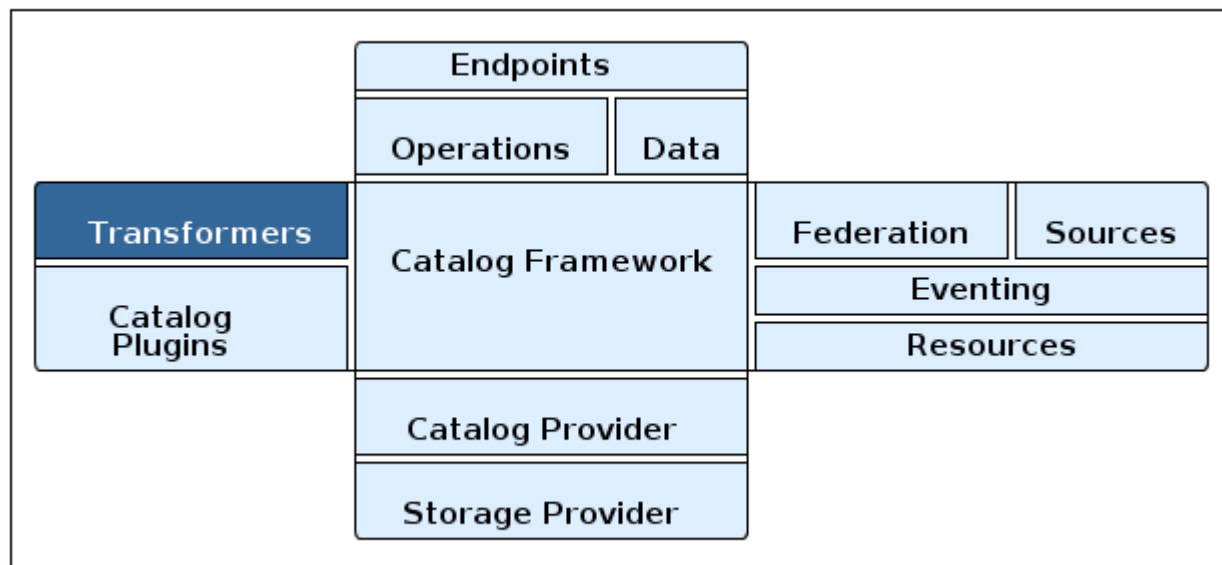 Endpoints
Operations
Data
Transformers
Catalog Framework
Federation
Sources
Eventing
Catalog
Plugins
Resources
Catalog Provider
Storage Provider